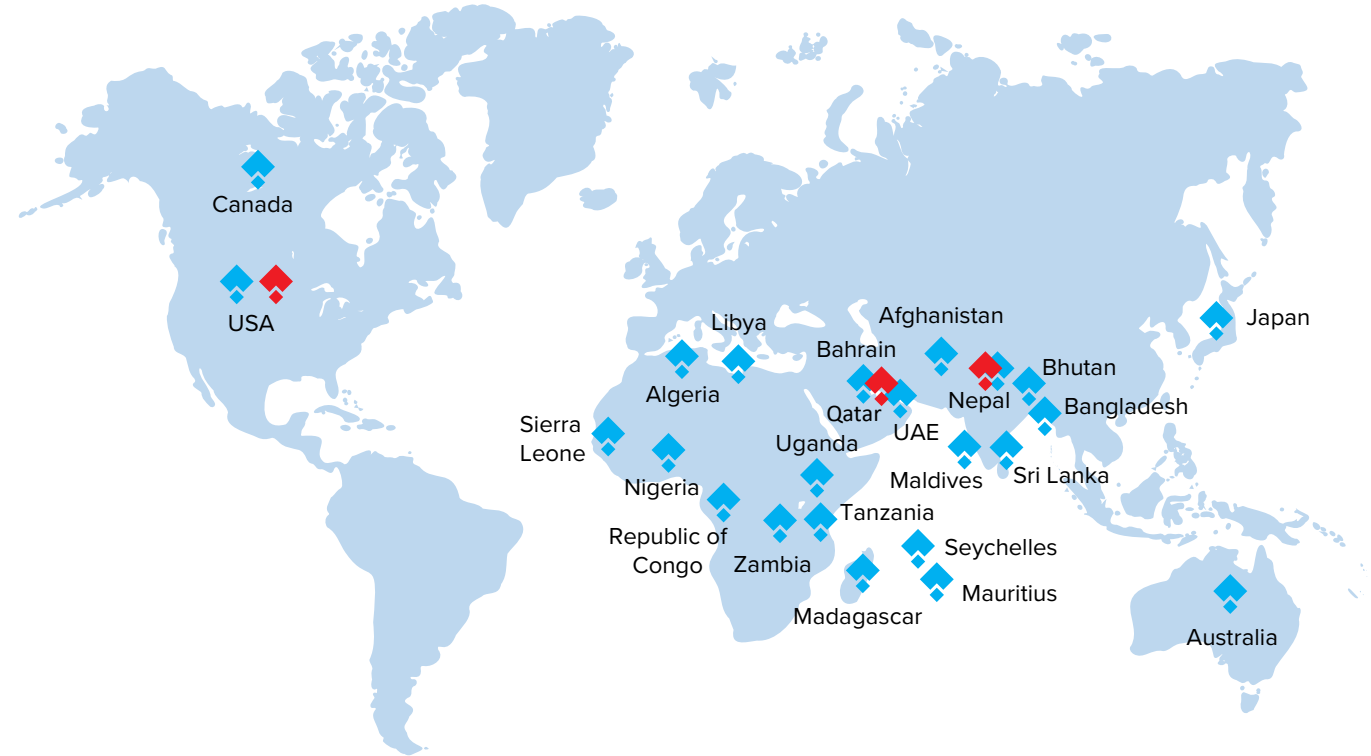 Canada
USA
Libya
Algeria
Sierra
Leone
Nigeria
Republic of
Congo
Uganda
Tanzania
Zambia
Madagascar
Seychelles
Mauritius
Afghanistan
Bahrain
Qatar
UAE
Nepal
Bhutan
Bangladesh
Maldives
Sri Lanka
Japan
Australia